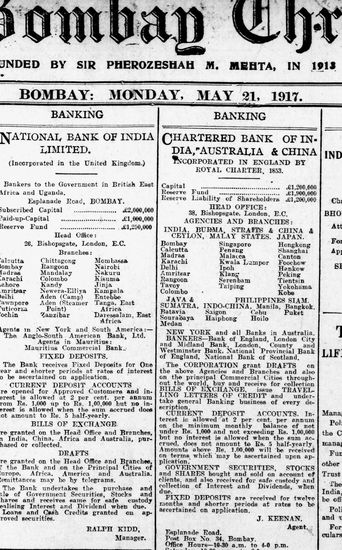 Bombay Chr
UNDED BY SIR PHEROZESHAH M. MEHTA, IN 1913
BOMBAY: MONDAY, MAY 21, 1917.
BANKING
NATIONAL BANK OF INDIA
LIMITED.
(Incorporated in the United Kingdom.)
Bankers to the Government in British East
Africa and Uganda.
Esplanade Road, BOMBAY.
Subscribed Capital £2,000,000
Paid-up-Capital £1,000,000
Reserve Fund £1,250,000
Head Office:
26, Bishopsgate, London, E.C.
Branches:
Calcutta Chittagong Mombassa
Bombay Rangoon Nairobi
Madras Mandalay Nakuru
Karachi Colombo Kisumu
Lahore Kandy Jinja
Amritsar Nuwera-Elliya Kampala
Delhi Aden (Camp) Entebbe
Cawnpore Aden (Steamer Tanga, East
Tuticorin Point) Africa
Cochin Zanzibar Daressalam, East
Africa
Agents in New York and South America:—
The Anglo-South American Bank, Ltd.
Agents in Mauritius:
Mauritius Commercial Bank.
FIXED DEPOSITS.
The Bank receives Fixed Deposits for One
year and shorter periods at rates of interest
to be ascertained on application.
CURRENT DEPOSIT ACCOUNTS
are opened for Approved Customers and in-
terest is allowed at 2 per cent. per annum
from Rs. 1,000 up to Rs. 1,00,000 but no in-
terest is allowed when the sum accrued does
not amount to Rs. 5 half-yearly.
BILLS OF EXCHANGE
are granted on the Head Office and Branches,
in India, China, Africa and Australia, pur-
chased or collected.
DRAFTS
are granted on the Head Office and Branches,
of the Bank and on the Principal Cities of
Europe, Africa, America and Australia.
Remittances may be by telegrams.
The Bank undertakes the purchase and
sale of Government Securities, Stocks and
Shares and receives same for safe custody
realising Interest and Dividend when due.
Loans and Cash Credits granted on ap-
proved securities.
RALPH KIDD,
Manager.
BANKING
CHARTERED BANK OF IN-
DIA, AUSTRALIA & CHINA
INCORPORATED IN ENGLAND BY
ROYAL CHARTER, 1853.
Capital £1,200,000
Reserve Fund £1,900,000
Reserve Liability of Shareholders £1,200,000
HEAD OFFICE:
38, Bishopsgate, London, E.C.
AGENCIES AND BRANCHES:
INDIA, BURMA, STRAITS & CHINA &
CEYLON, MALAY STATES. JAPAN.
Bombay Singapore Hongkong
Calcutta Penang Shanghai
Madras Malacca Canton
Karachi Kwala Lumpor Foochow
Delhi Ipoh Hankow
Amritsar Klang Peking
Rangoon Seremban Tientsin
Tavoy Taiping Yokohama
Colombo
JAVA & PHILIPPINES SIAM
SUMATRA, INDO-CHINA, Manila, Bangkok.
Batavia Saigon Cebu Puket
Sourabaya Haiphong Iloilo
Medan
NEW YORK and all Banks in Australia.
BANKERS—Bank of England, London City
and Midland Bank, London, County and
Westminster Bank, National Provincial Bank
of England, National Bank of Scotland.
The CORPORATION grant DRAFTS on
the above Agencies and Branches and also
on the principal Commercial Cities through-
out the world, buy and receive for collection
BILLS OF EXCHANGE, issue TRAVEL-
LING LETTERS OF CREDIT and under-
take general Banking business of every de-
scription.
CURRENT DEPOSIT ACCOUNTS. In-
terest is allowed at 2 per cent. per annum
on the minimum monthly balance of not
under Rs. 1,000 and not exceeding Rs. 1,00,000
but no interest is allowed when the sum ac-
crued, does not amount to Rs. 5 half-yearly.
Amounts above Rs. 1,00,000 will be received
on terms which may be ascertained upon ap-
plication.
GOVERNMENT SECURITIES, STOCKS
and SHARES bought and sold on account of
clients, and also received for safe custody and
collection of Interest and Dividends, when
due.
FIXED DEPOSITS are received for twelve
months and shorter periods at rates to be
ascertained on application.
J. KEENAN,
Agent,
Esplanade Road.
Post Box No. 34, Bombay.
Office Hours—10-30 a.m. to 4-0 p.m.